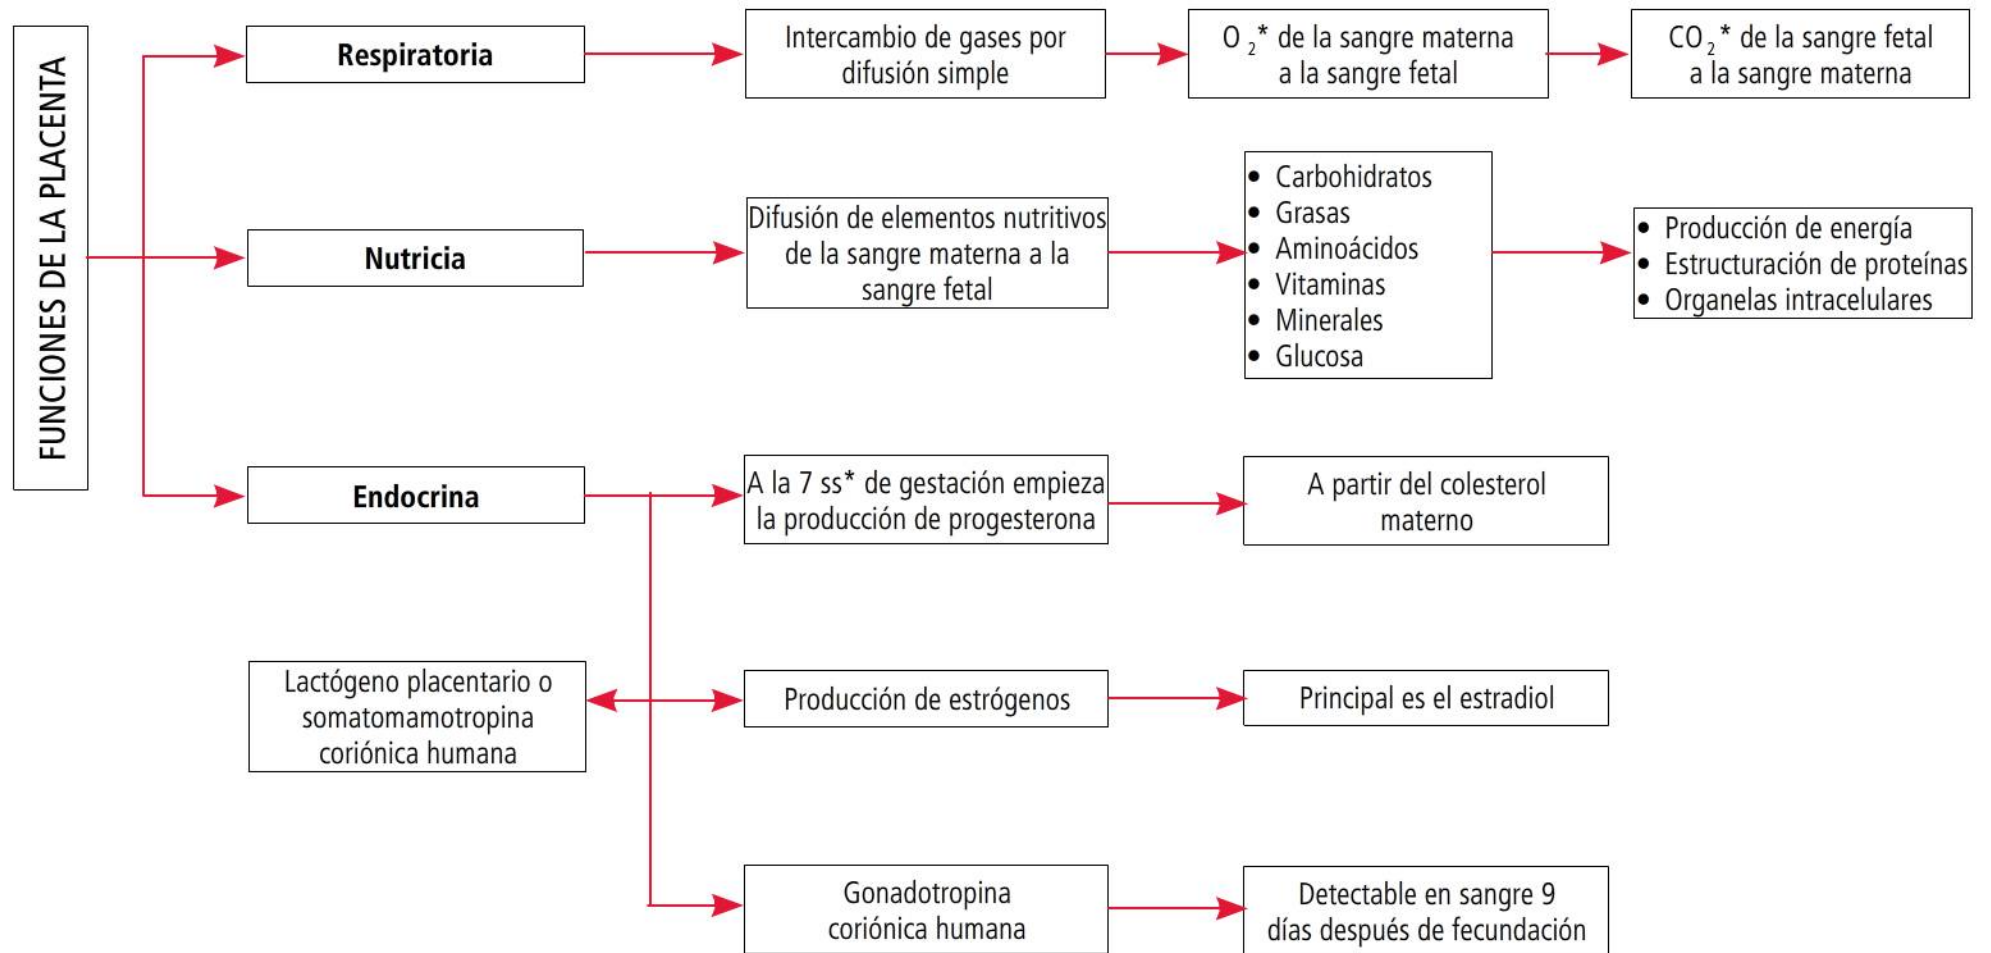 FUNCIONES DE LA PLACENTA
Respiratoria
Intercambio de gases por
difusión simple
O₂* de la sangre materna
a la sangre fetal
CO₂* de la sangre fetal
a la sangre materna
Nutricia
Difusión de elementos nutritivos
de la sangre materna a la
sangre fetal
• Carbohidratos
• Grasas
• Aminoácidos
• Vitaminas
• Minerales
• Glucosa
• Producción de energía
• Estructuración de proteínas
• Organelas intracelulares
Endocrina
A la 7 ss* de gestación empieza
la producción de progesterona
A partir del colesterol
materno
Lactógeno placentario o
somatomamotropina
coriónica humana
Producción de estrógenos
Principal es el estradiol
Gonadotropina
coriónica humana
Detectable en sangre 9
días después de fecundación